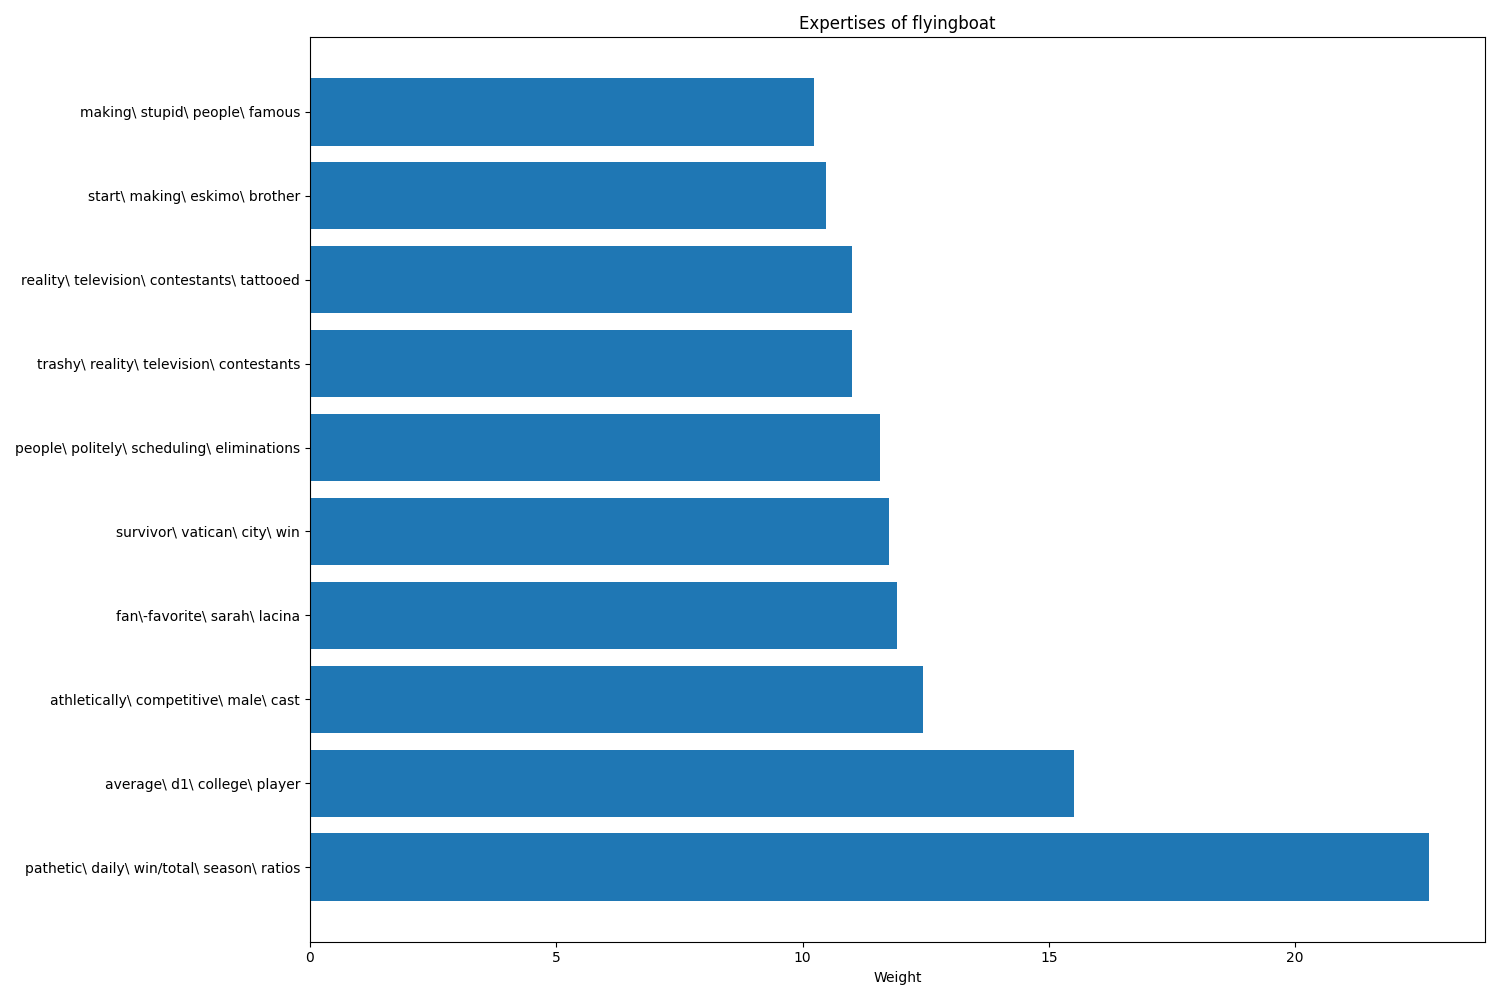 Expertises of flyingboat
making\ stupid\ people\ famous
start\ making\ eskimo\ brother
reality\ television\ contestants\ tattooed
trashy\ reality\ television\ contestants
people\ politely\ scheduling\ eliminations
survivor\ vatican\ city\ win
fan\-favorite\ sarah\ lacina
athletically\ competitive\ male\ cast
average\ d1\ college\ player
pathetic\ daily\ win/total\ season\ ratios
0 5 10 15 20
Weight